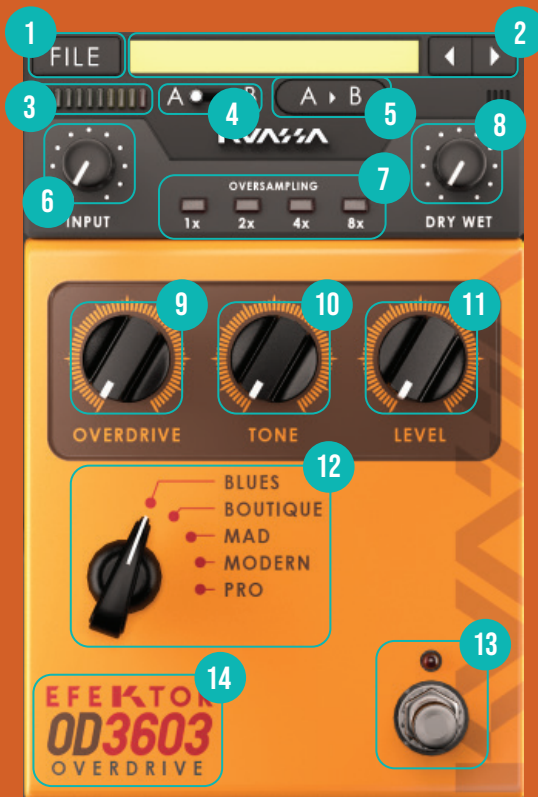 1
FILE
2
3
A B
4
A ▸ B
5
KVASSA
6
INPUT
OVERSAMPLING
7
1x 2x 4x 8x
8
DRY WET
9
OVERDRIVE
10
TONE
11
LEVEL
12
BLUES
BOUTIQUE
MAD
MODERN
PRO
13
14
EFEKTOR
OD3603
OVERDRIVE